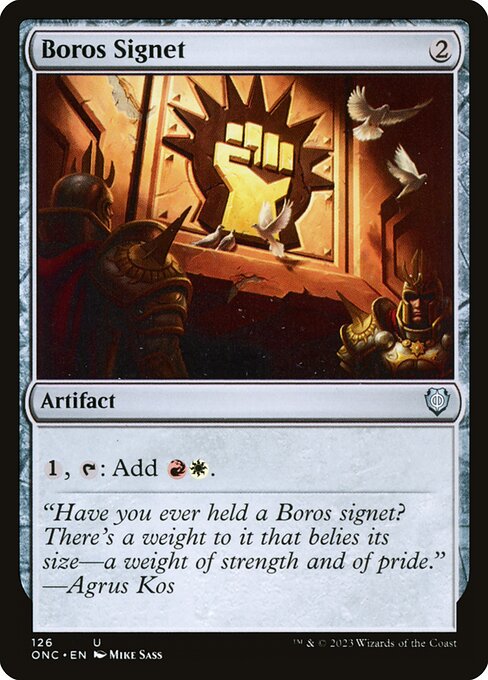 Boros Signet 2
Artifact
1, : Add .
“Have you ever held a Boros signet?
There’s a weight to it that belies its
size—a weight of strength and of pride.”
—Agrus Kos
126 U ™ & © 2023 Wizards of the Coast
ONC • EN Mike Sass